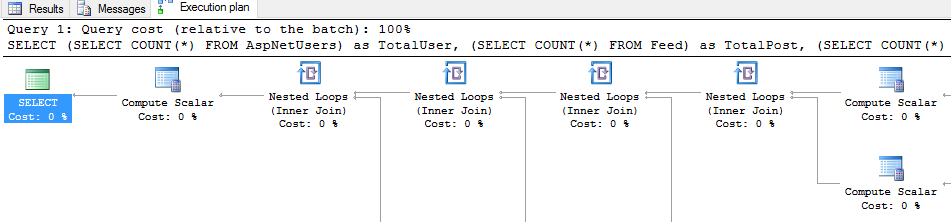 Results Messages Execution plan
Query 1: Query cost (relative to the batch): 100%
SELECT (SELECT COUNT(*) FROM AspNetUsers) as TotalUser, (SELECT COUNT(*) FROM Feed) as TotalPost, (SELECT COUNT(*)
SELECT
Cost: 0 %
Compute Scalar
Cost: 0 %
Nested Loops
(Inner Join)
Cost: 0 %
Nested Loops
(Inner Join)
Cost: 0 %
Nested Loops
(Inner Join)
Cost: 0 %
Nested Loops
(Inner Join)
Cost: 0 %
Compute Scalar
Cost: 0 %
Compute Scalar
Cost: 0 %